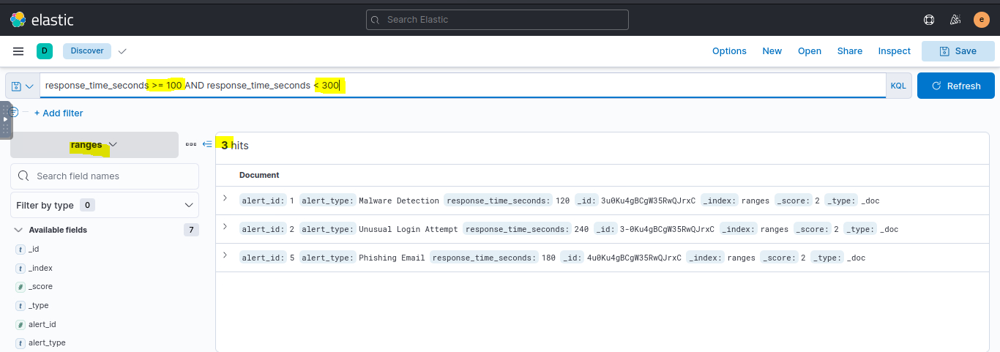 elastic
Search Elastic
e
D
Discover
Options
New
Open
Share
Inspect
Save
response_time_seconds >= 100 AND response_time_seconds < 300
KQL
Refresh
+ Add filter
ranges
3 hits
Search field names
Document
Filter by type 0
alert_id: 1 alert_type: Malware Detection response_time_seconds: 120 _id: 3u0Ku4gBCgW35RwQJrxC _index: ranges _score: 2 _type: _doc
alert_id: 2 alert_type: Unusual Login Attempt response_time_seconds: 240 _id: 3-0Ku4gBCgW35RwQJrxC _index: ranges _score: 2 _type: _doc
alert_id: 5 alert_type: Phishing Email response_time_seconds: 180 _id: 4u0Ku4gBCgW35RwQJrxC _index: ranges _score: 2 _type: _doc
Available fields 7
t _id
t _index
# _score
t _type
# alert_id
t alert_type